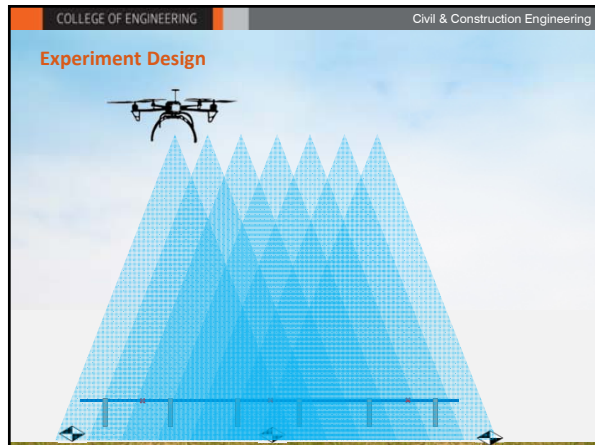 COLLEGE OF ENGINEERING
Civil & Construction Engineering
Experiment Design